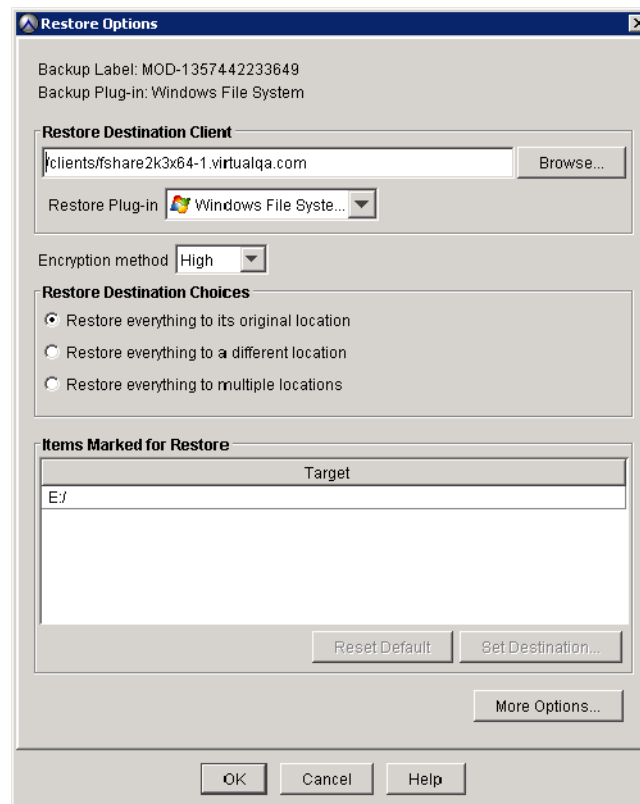 Restore Options
Backup Label: MOD-1357442233649
Backup Plug-in: Windows File System
Restore Destination Client
/clients/fshare2k3x64-1.virtualqa.com
Browse...
Restore Plug-in Windows File Syste...
Encryption method High
Restore Destination Choices
Restore everything to its original location
Restore everything to a different location
Restore everything to multiple locations
Items Marked for Restore
Target
E:/
Reset Default Set Destination...
More Options...
OK Cancel Help